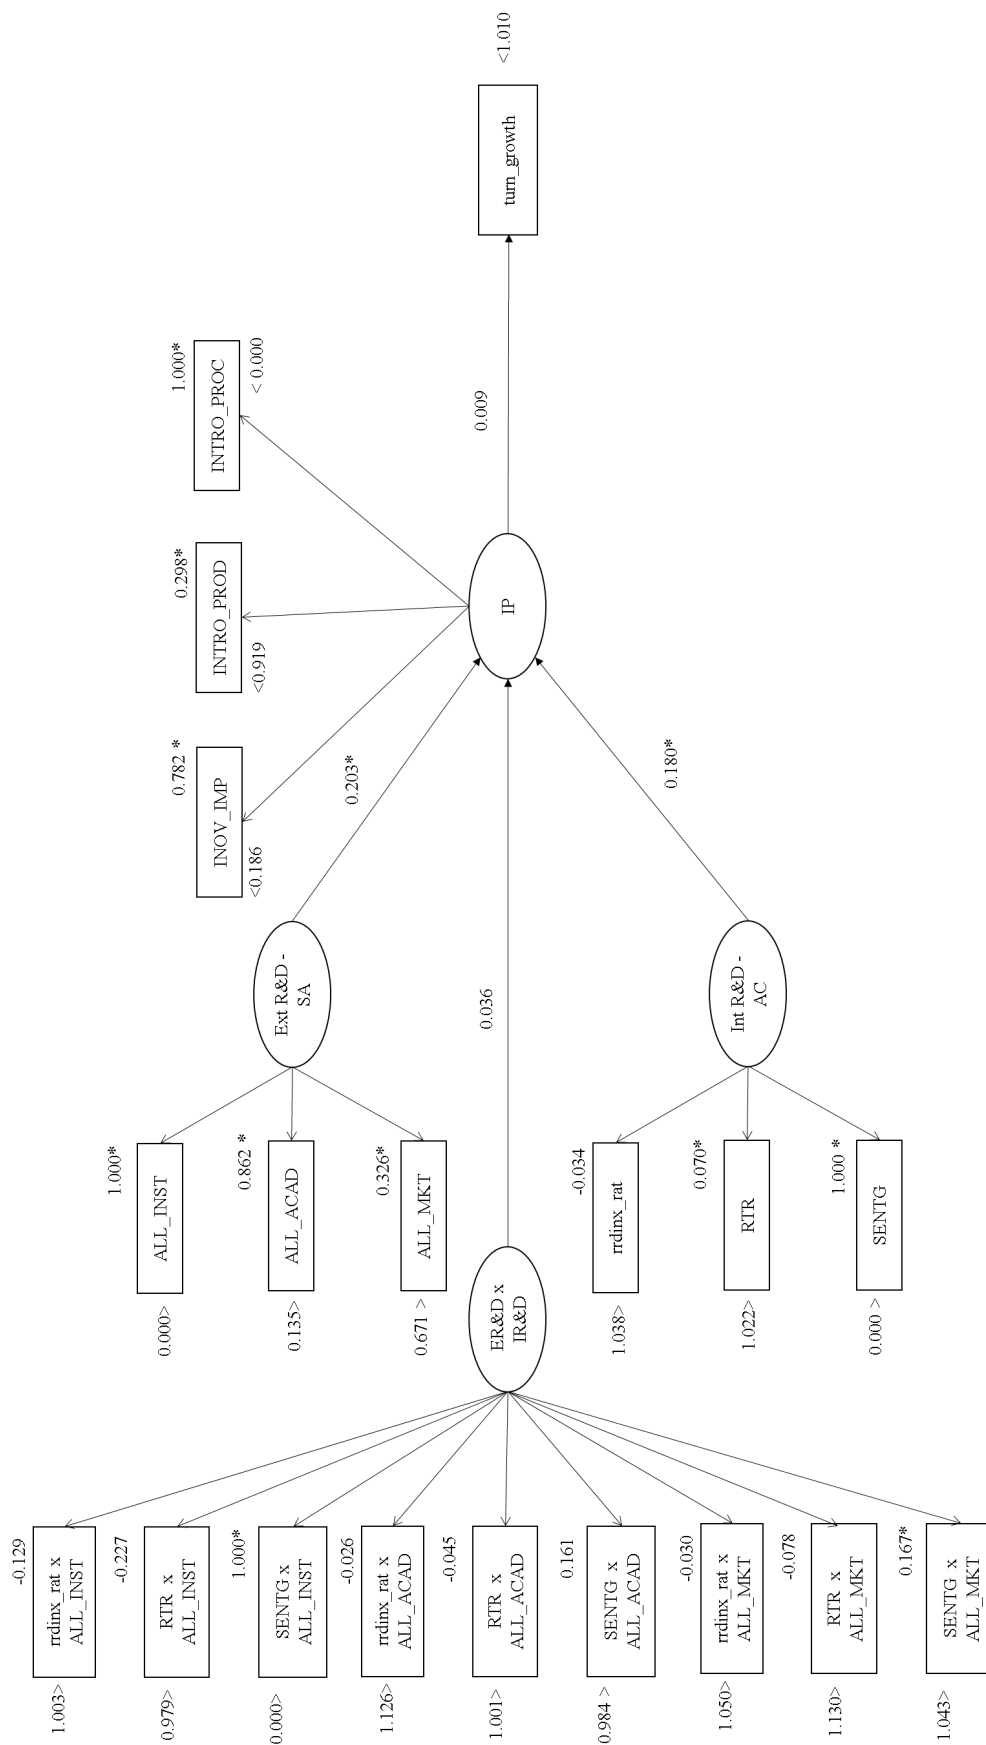 -0.129
rrdinx_rat x
ALL_INST
1.003>
-0.227
RTR x
ALL_INST
0.979>
1.000*
SENTG x
ALL_INST
0.000>
-0.026
rrdinx_rat x
ALL_ACAD
1.126>
-0.045
RTR x
ALL_ACAD
1.001>
0.161
SENTG x
ALL_ACAD
0.984 >
-0.030
rrdinx_rat x
ALL_MKT
1.050>
-0.078
RTR x
ALL_MKT
1.130>
0.167*
SENTG x
ALL_MKT
1.043>
ER&D x
IR&D
1.000*
ALL_INST
0.000>
0.862 *
ALL_ACAD
0.135>
0.326*
ALL_MKT
0.671 >
-0.034
rrdinx_rat
1.038>
0.070*
RTR
1.022>
1.000 *
SENTG
0.000 >
Ext R&D -
SA
Int R&D -
AC
0.203*
0.036
0.180*
0.782 *
INOV_IMP
<0.186
0.298*
INTRO_PROD
<0.919
1.000*
INTRO_PROC
< 0.000
IP
0.009
turn_growth
<1.010